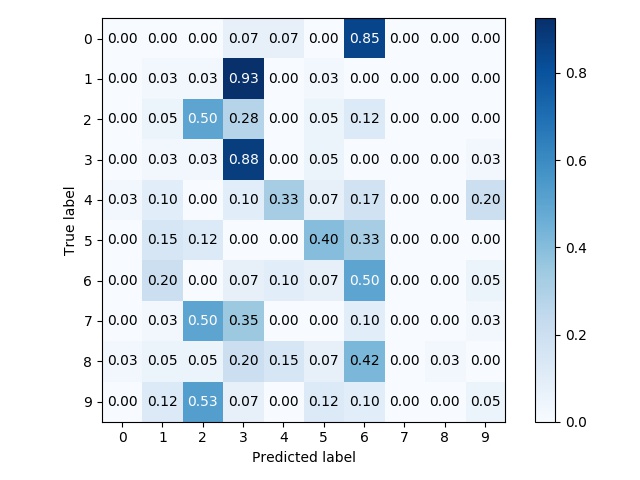 0 0.00 0.00 0.00 0.07 0.07 0.00 0.85 0.00 0.00 0.00
1 0.00 0.03 0.03 0.93 0.00 0.03 0.00 0.00 0.00 0.00
2 0.00 0.05 0.50 0.28 0.00 0.05 0.12 0.00 0.00 0.00
3 0.00 0.03 0.03 0.88 0.00 0.05 0.00 0.00 0.00 0.03
4 0.03 0.10 0.00 0.10 0.33 0.07 0.17 0.00 0.00 0.20
5 0.00 0.15 0.12 0.00 0.00 0.40 0.33 0.00 0.00 0.00
6 0.00 0.20 0.00 0.07 0.10 0.07 0.50 0.00 0.00 0.05
7 0.00 0.03 0.50 0.35 0.00 0.00 0.10 0.00 0.00 0.03
8 0.03 0.05 0.05 0.20 0.15 0.07 0.42 0.00 0.03 0.00
9 0.00 0.12 0.53 0.07 0.00 0.12 0.10 0.00 0.00 0.05
0 1 2 3 4 5 6 7 8 9
Predicted label
True label
0.8
0.6
0.4
0.2
0.0